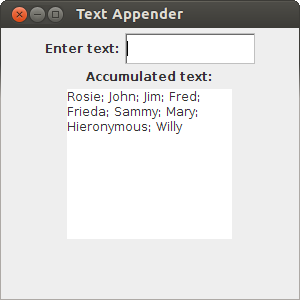 Text Appender
Enter text:
Accumulated text:
Rosie; John; Jim; Fred;
Frieda; Sammy; Mary;
Hieronymous; Willy